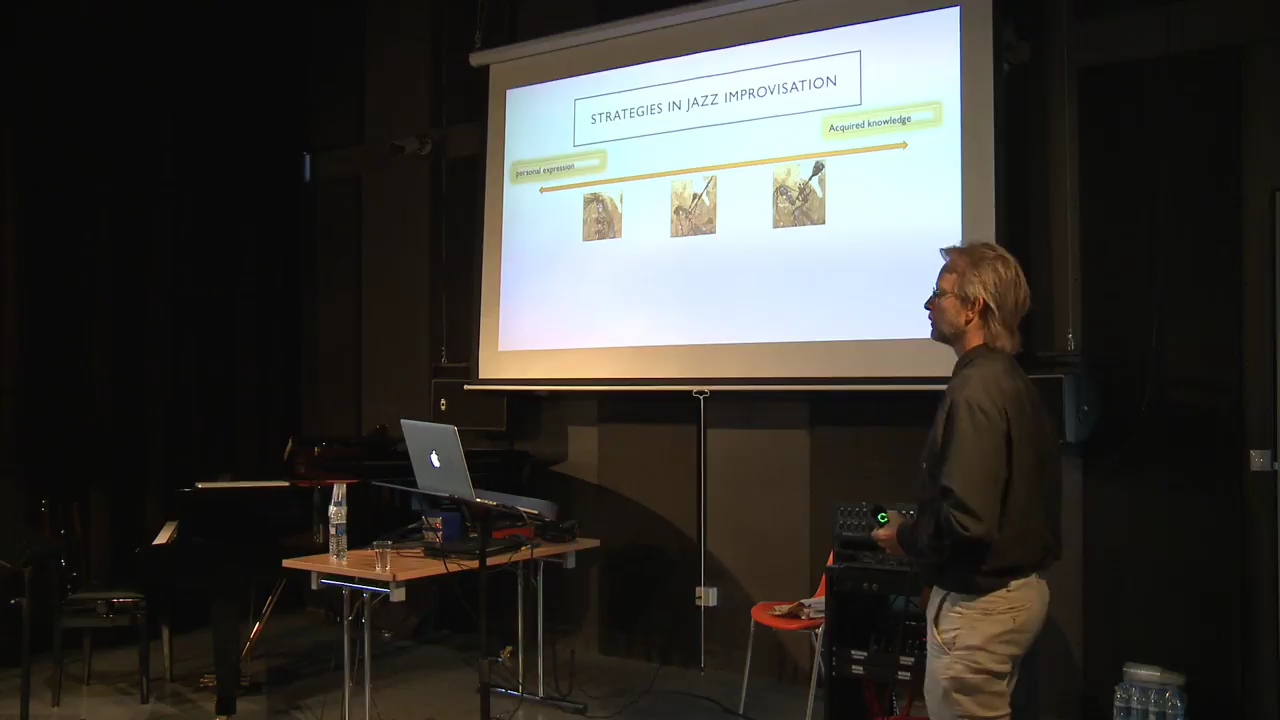 STRATEGIES IN JAZZ IMPROVISATION
Acquired knowledge
personal expression